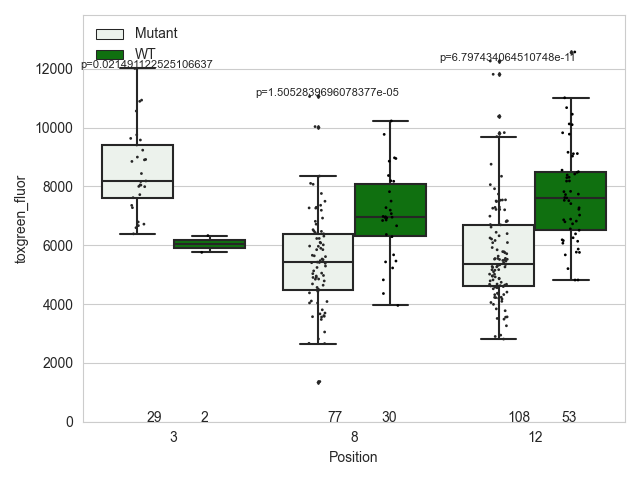 Mutant
WT
p=0.021491122525106637
p=1.5052839696078377e-05
p=6.797434064510748e-11
toxgreen_fluor
12000
10000
8000
6000
4000
2000
0
29 2 77 30 108 53
3 8 12
Position